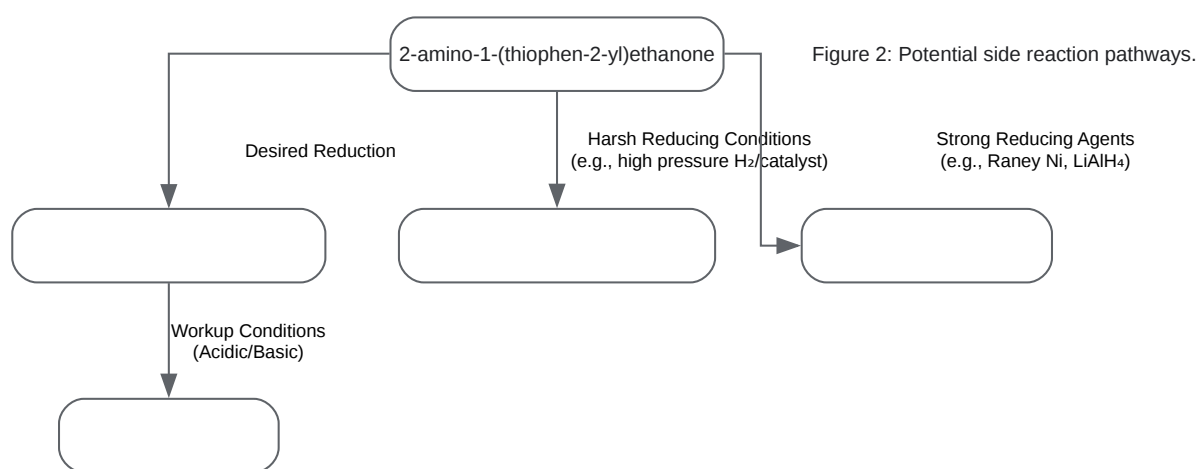 2-amino-1-(thiophen-2-yl)ethanone
Figure 2: Potential side reaction pathways.
Desired Reduction
Harsh Reducing Conditions
(e.g., high pressure H₂/catalyst)
Strong Reducing Agents
(e.g., Raney Ni, LiAlH₄)
Workup Conditions
(Acidic/Basic)